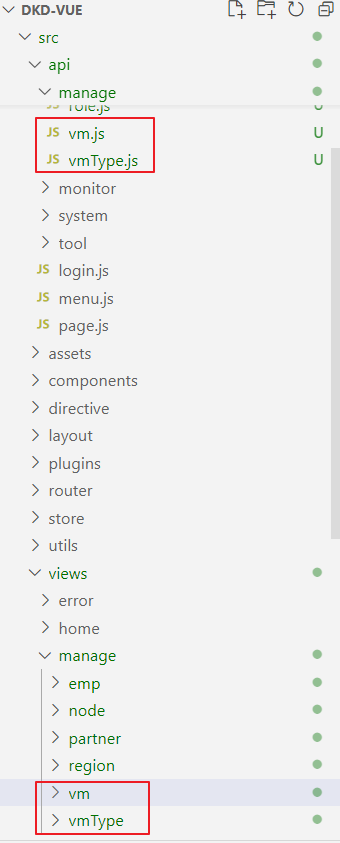 DKD-VUE
src
api
manage
role.js U
JS vm.js U
JS vmType.js U
monitor
system
tool
JS login.js
JS menu.js
JS page.js
assets
components
directive
layout
plugins
router
store
utils
views
error
home
manage
emp
node
partner
region
vm
vmType